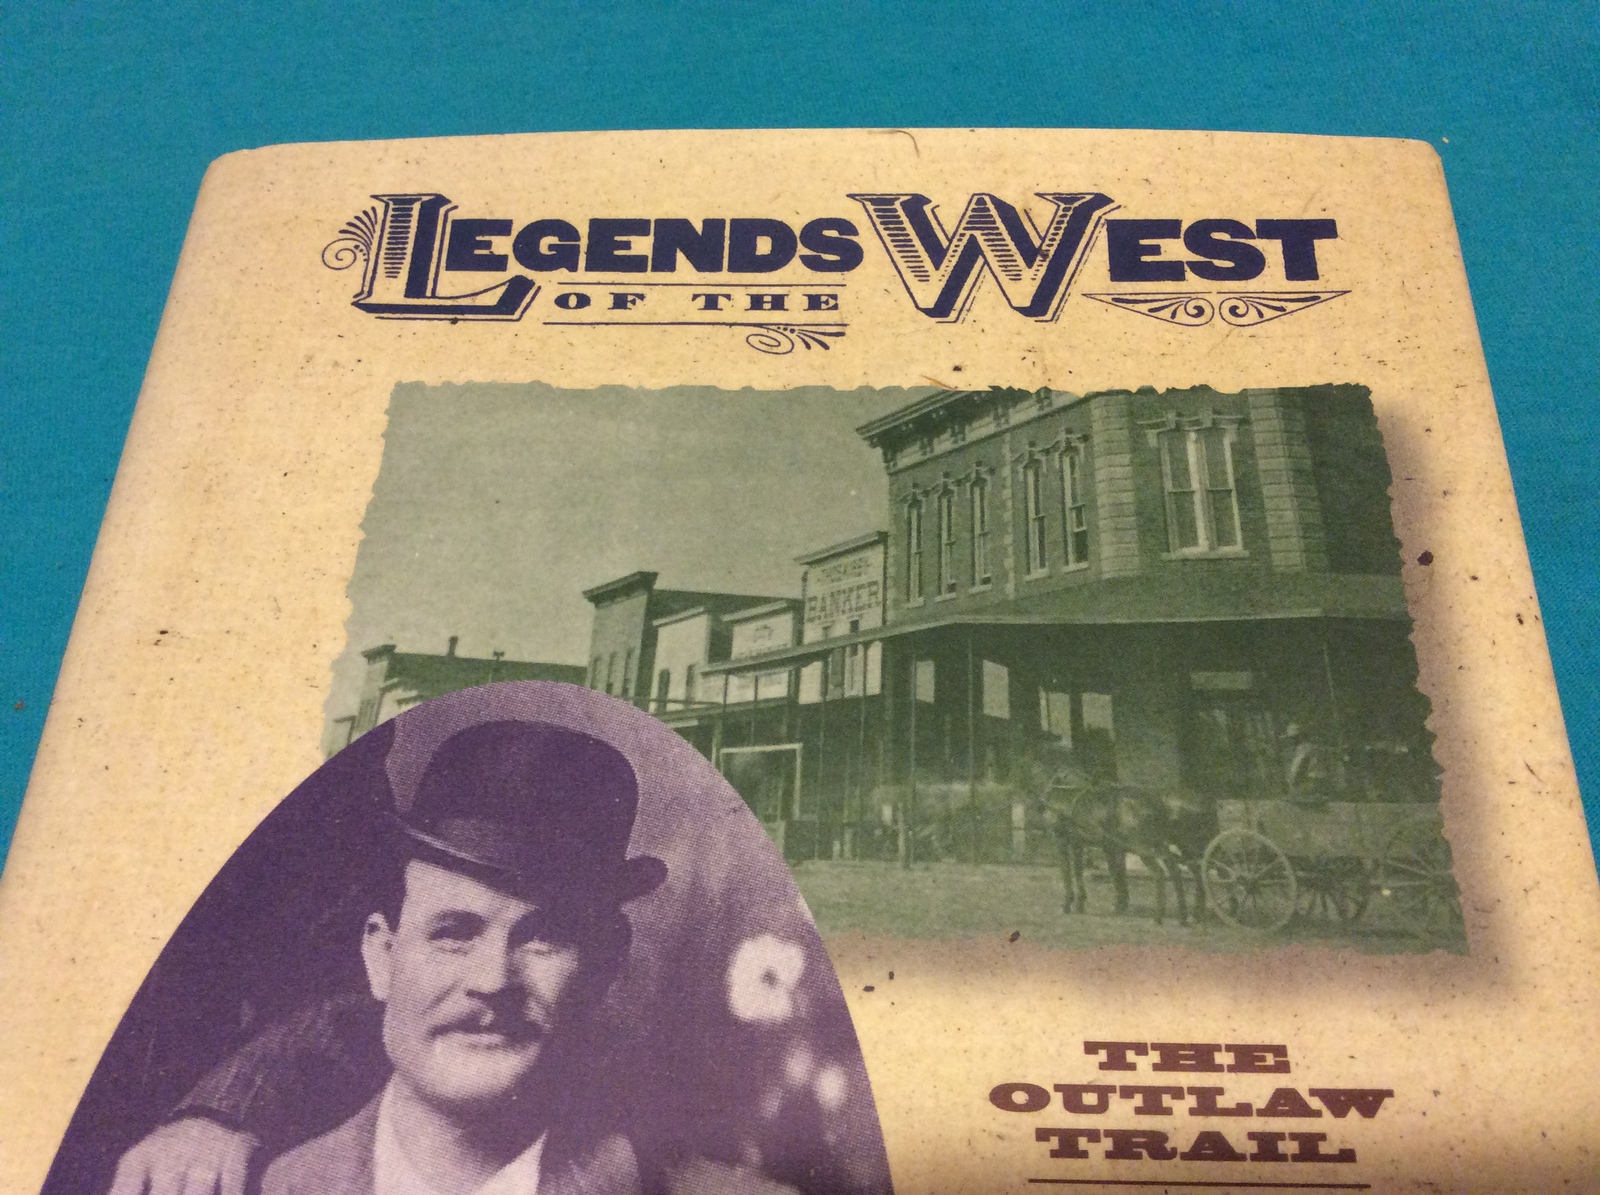 LEGENDS WEST
OF THE
BANKER
THE
OUTLAW
TRAIL